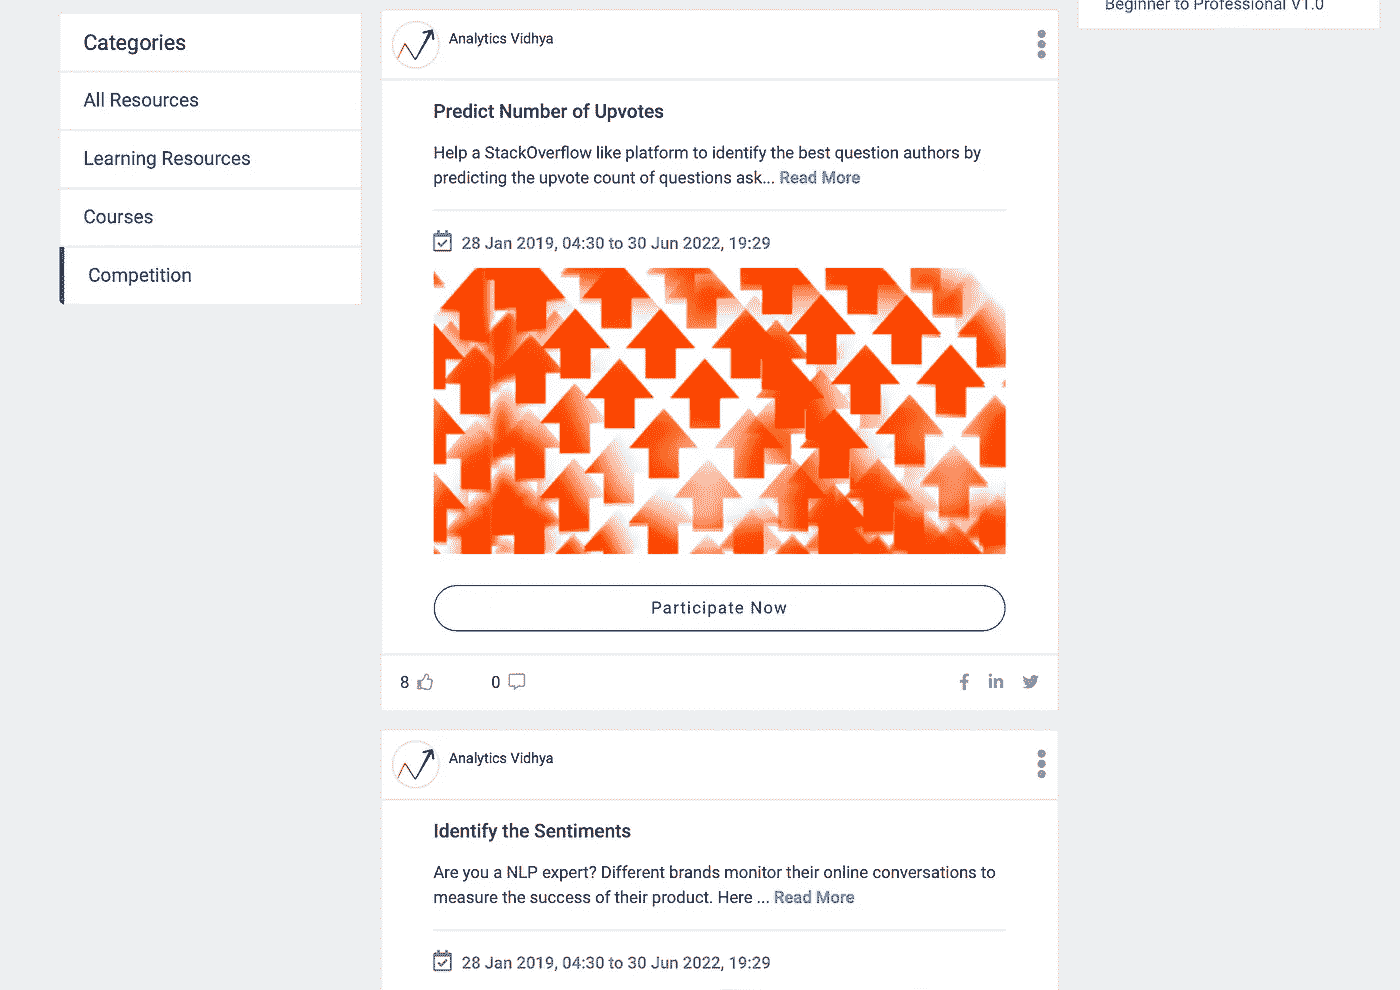 Categories
All Resources
Learning Resources
Courses
Competition
Analytics Vidhya
Predict Number of Upvotes
Help a StackOverflow like platform to identify the best question authors by
predicting the upvote count of questions ask... Read More
28 Jan 2019, 04:30 to 30 Jun 2022, 19:29
Participate Now
8
0
Analytics Vidhya
Identify the Sentiments
Are you a NLP expert? Different brands monitor their online conversations to
measure the success of their product. Here ... Read More
28 Jan 2019, 04:30 to 30 Jun 2022, 19:29
Beginner to Professional V1.0